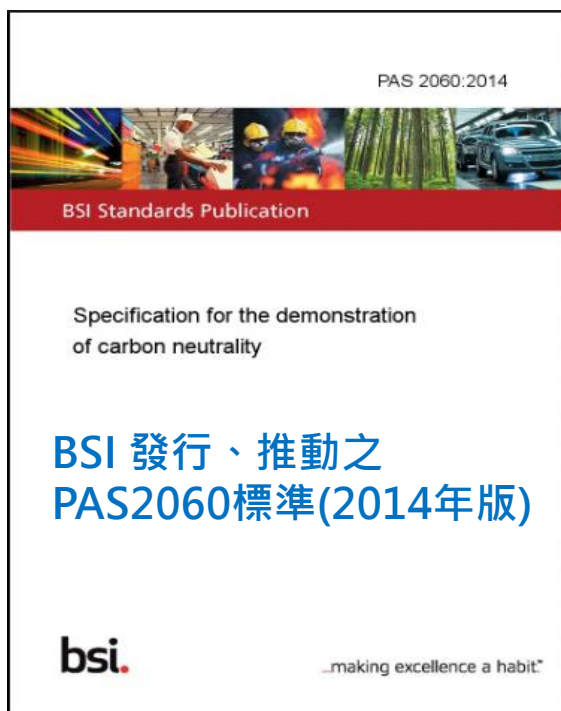 PAS 2060:2014
BSI Standards Publication
Specification for the demonstration
of carbon neutrality
BSI 發行、推動之
PAS2060標準(2014年版)
bsi.
...making excellence a habit.™